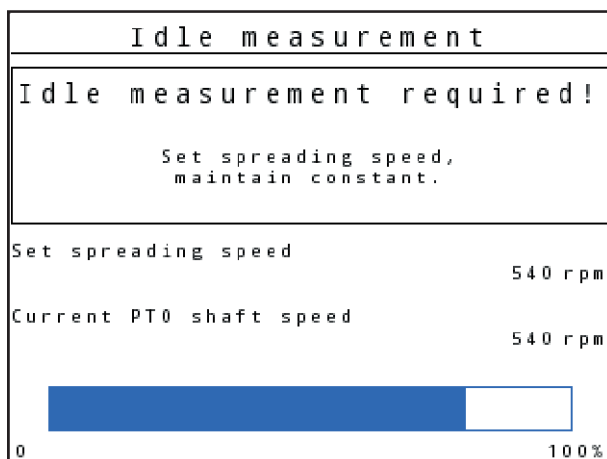 Idle measurement
Idle measurement required!
Set spreading speed,
maintain constant.
Set spreading speed
540 rpm
Current PTO shaft speed
540 rpm
0
100%